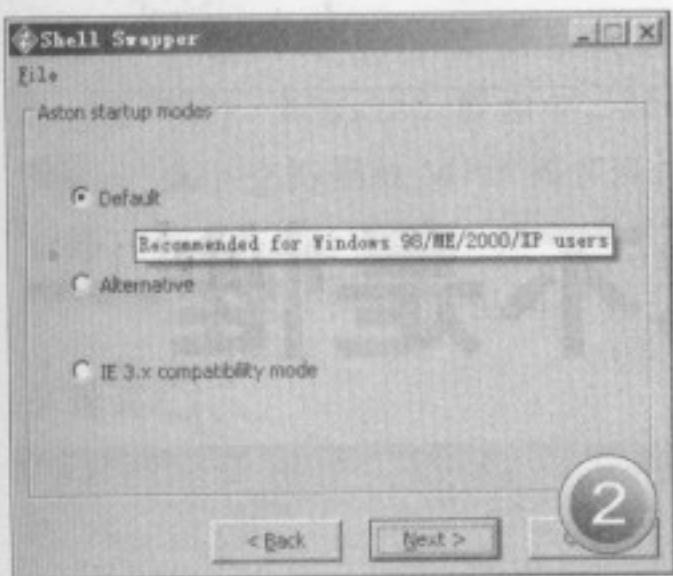 Shell Swapper
File
Aston startup modes
Default
Recommended for Windows 98/ME/2000/XP users
Alternative
IE 3.x compatibility mode
< Back
Next >
2